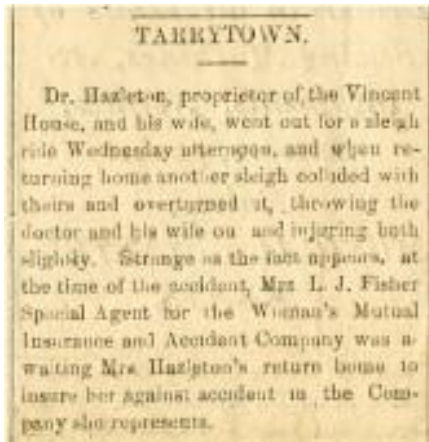 TARRYTOWN.
Dr. Hazleton, proprietor of the Vincent
House, and his wife, went out for a sleigh
ride Wednesday afternoon, and when re-
turning home another sleigh collided with
theirs and overturned it, throwing the
doctor and his wife ou and injuring both
slightly. Strange as the fact appears, at
the time of the accident, Mrs L. J. Fisher
Special Agent for the Woman's Mutual
Insurance and Accident Company was a-
waiting Mrs. Hazleton's return home to
insure her against accident in the Com-
pany she represents.